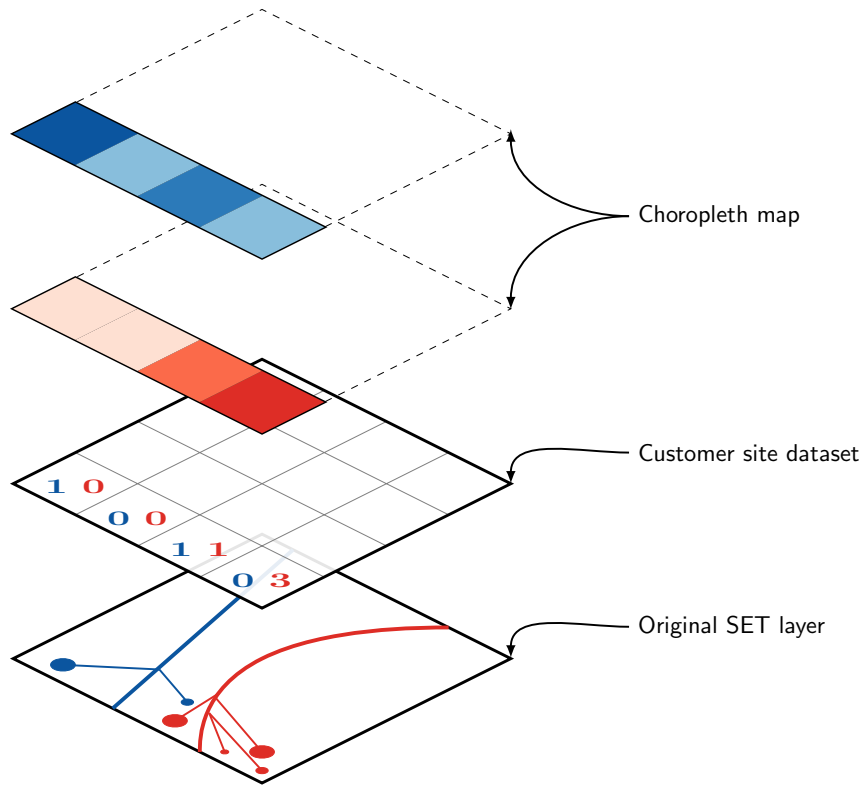 Choropleth map
Customer site dataset
1 0
0 0
1 1
0 3
Original SET layer